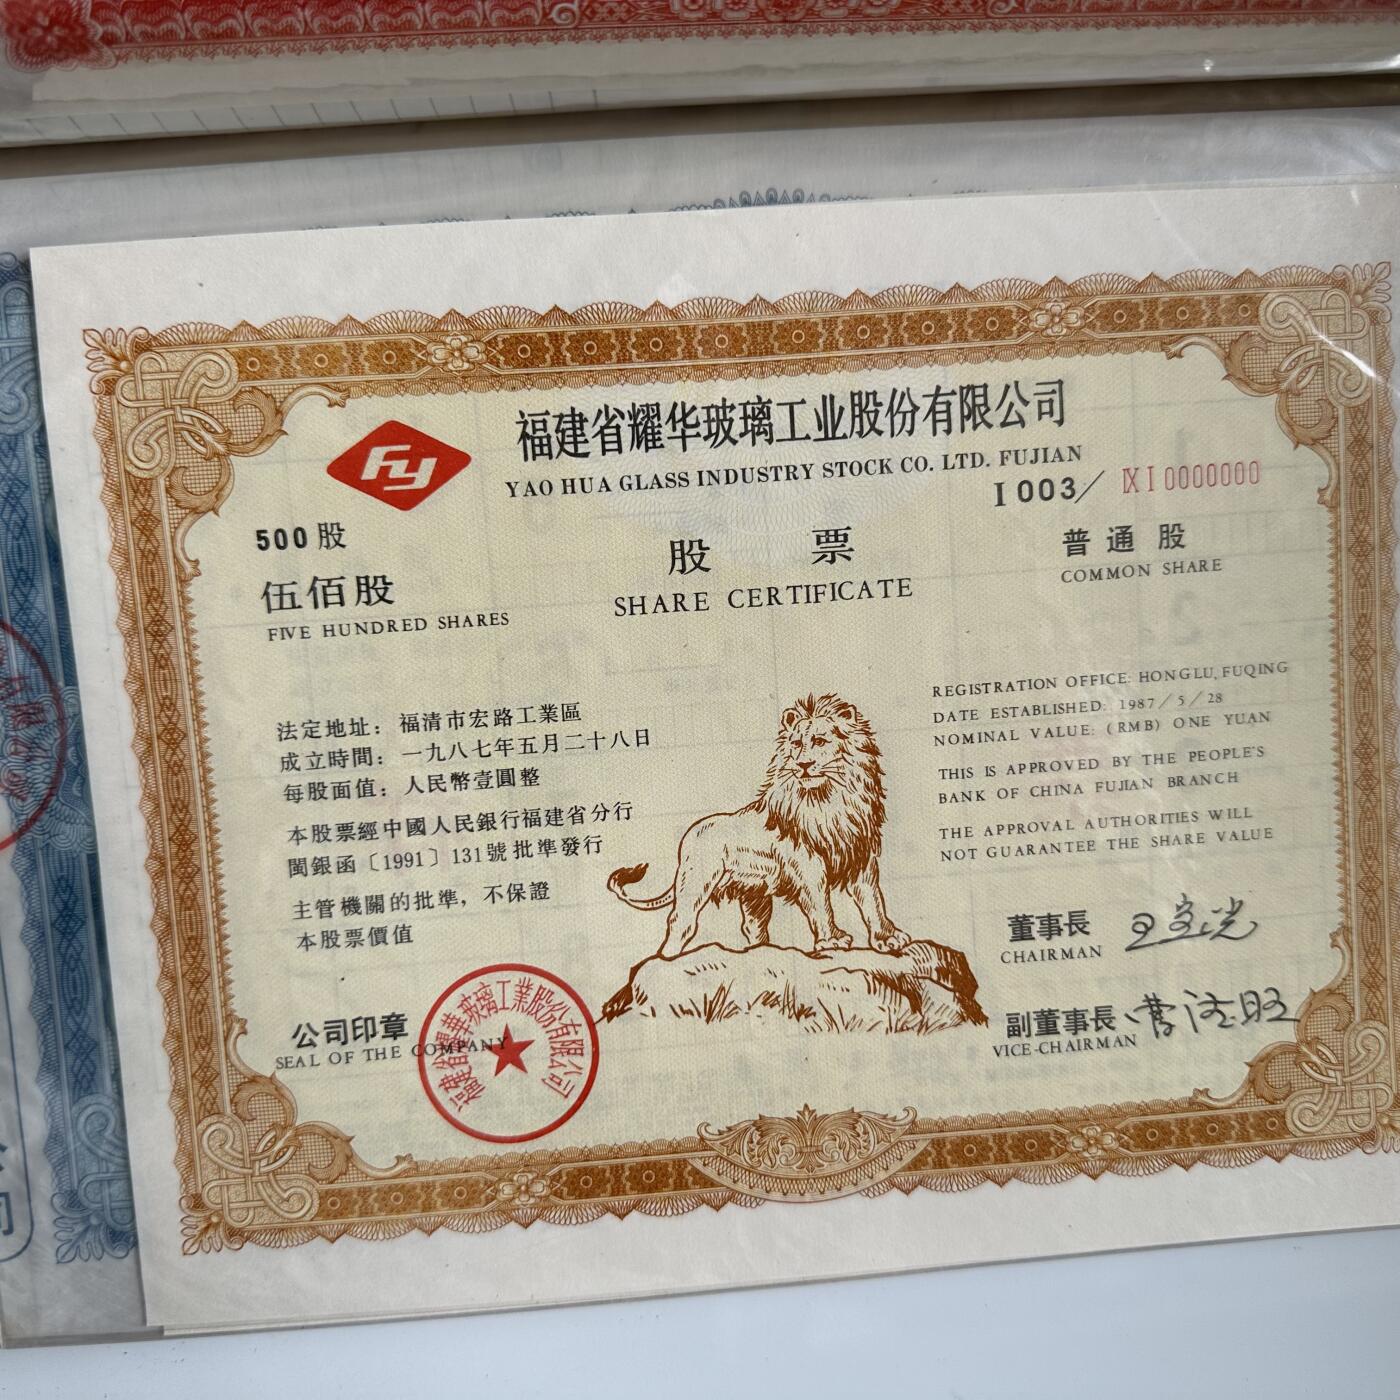 Fy
福建省耀华玻璃工业股份有限公司
YAO HUA GLASS INDUSTRY STOCK CO. LTD. FUJIAN
I 003/ IX I 0000000
500 股
伍佰股
FIVE HUNDRED SHARES
股 票
SHARE CERTIFICATE
普通股
COMMON SHARE
法定地址：福清市宏路工業區
成立時間：一九八七年五月二十八日
每股面值：人民幣壹圓整
本股票經中國人民銀行福建省分行
閩銀函〔1991〕131號批準發行
主管機關的批準，不保證
本股票價值
REGISTRATION OFFICE: HONGLU, FUQING
DATE ESTABLISHED: 1987/5/28
NOMINAL VALUE: (RMB) ONE YUAN
THIS IS APPROVED BY THE PEOPLE'S
BANK OF CHINA FUJIAN BRANCH
THE APPROVAL AUTHORITIES WILL
NOT GUARANTEE THE SHARE VALUE
董事長
CHAIRMAN
副董事長
VICE-CHAIRMAN
公司印章
SEAL OF THE COMPANY
福建省耀華玻璃工業股份有限公司